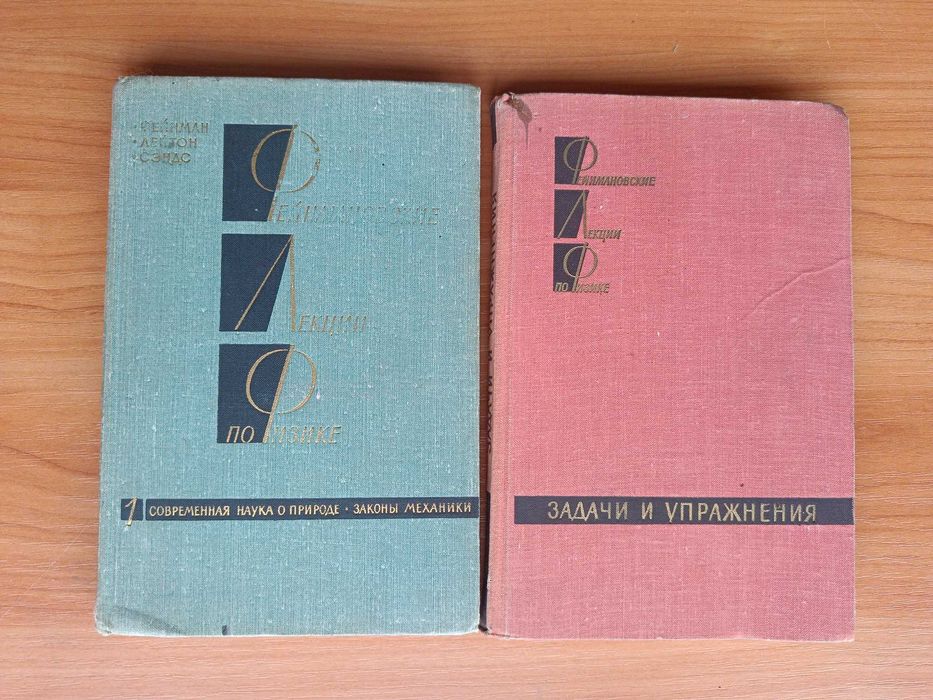 ФЕЙНМАН
ЛЕЙТОН
СЭНДС
ФЕЙНМАНОВСКИЕ
ЛЕКЦИИ
ПО ФИЗИКЕ
1 СОВРЕМЕННАЯ НАУКА О ПРИРОДЕ · ЗАКОНЫ МЕХАНИКИ
ФЕЙНМАНОВСКИЕ
ЛЕКЦИИ
ПО ФИЗИКЕ
ЗАДАЧИ И УПРАЖНЕНИЯ